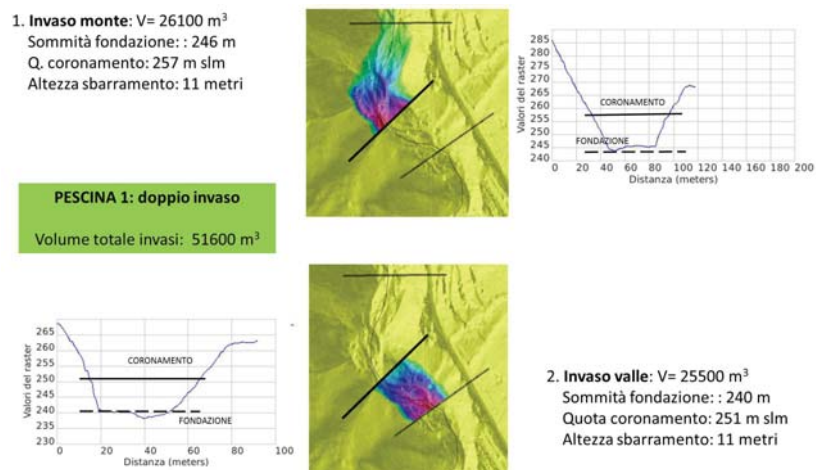 1. Invaso monte: V= 26100 m³
Sommità fondazione: : 246 m
Q. coronamento: 257 m slm
Altezza sbarramento: 11 metri
Valori del raster
285
280
275
270
265
260
255
250
245
240
CORONAMENTO
FONDAZIONE
0 20 40 60 80 100 120 140 160 180 200
Distanza (meters)
PESCINA 1: doppio invaso
Volume totale invasi: 51600 m³
Valori del raster
265
260
255
250
245
240
235
230
CORONAMENTO
FONDAZIONE
0 20 40 60 80 100
Distanza (meters)
2. Invaso valle: V= 25500 m³
Sommità fondazione: : 240 m
Quota coronamento: 251 m slm
Altezza sbarramento: 11 metri